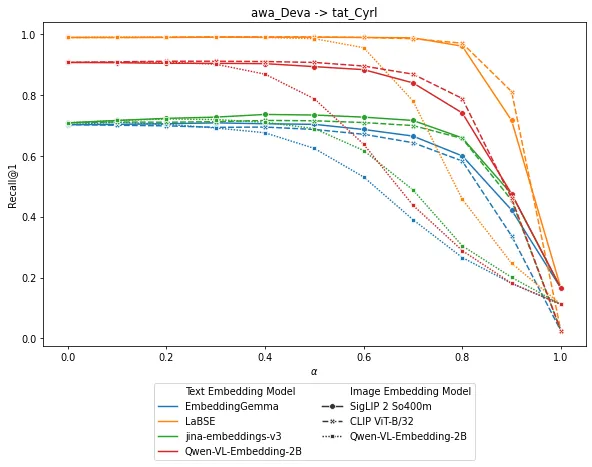 awa_Deva -> tat_Cyrl
Recall@1
1.0
0.8
0.6
0.4
0.2
0.0
0.0 0.2 0.4 0.6 0.8 1.0
α
Text Embedding Model Image Embedding Model
EmbeddingGemma SigLIP 2 So400m
LaBSE CLIP ViT-B/32
jina-embeddings-v3 Qwen-VL-Embedding-2B
Qwen-VL-Embedding-2B